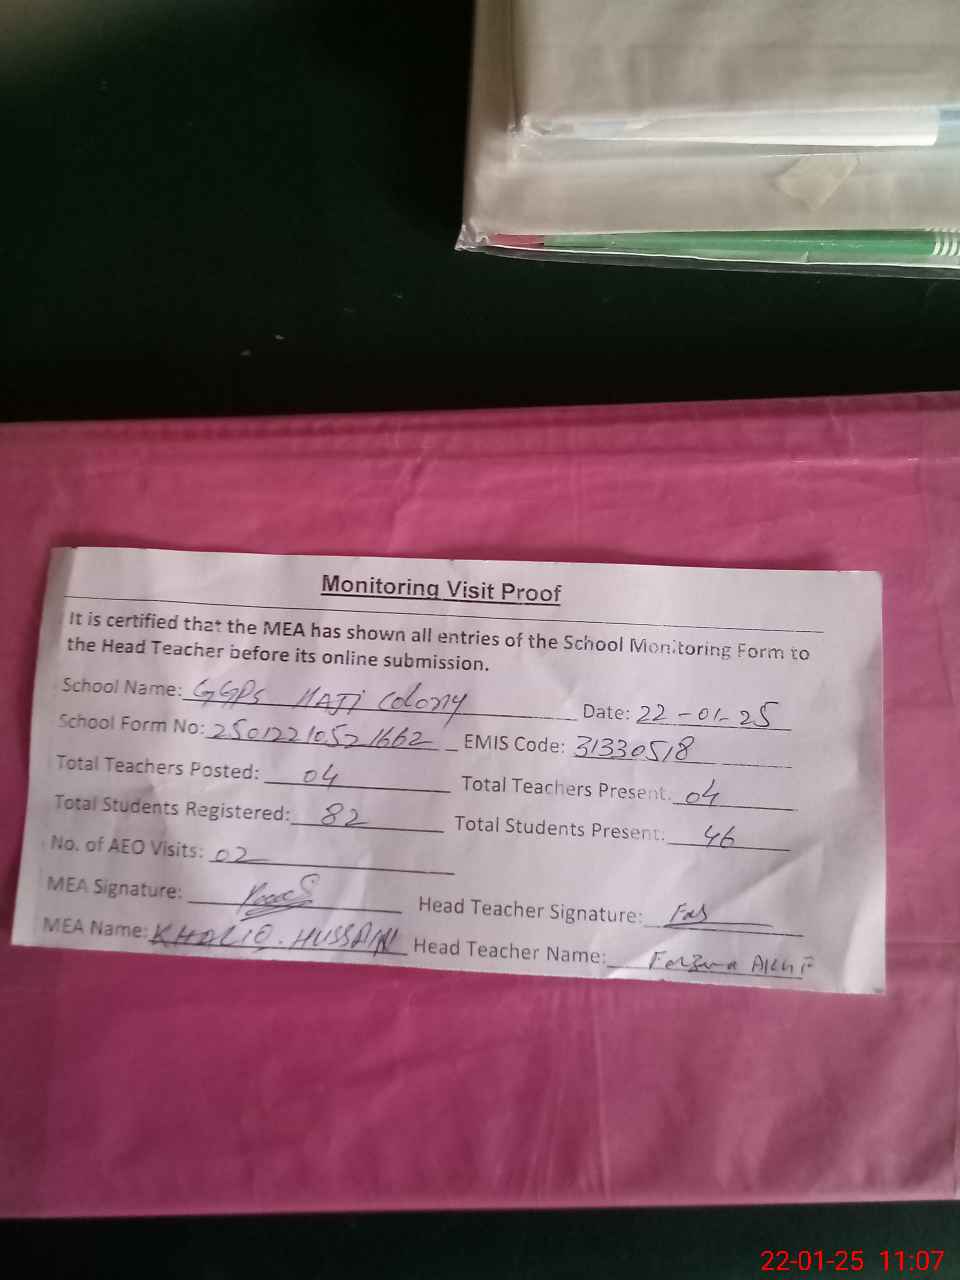 Monitoring Visit Proof
It is certified that the MEA has shown all entries of the School Monitoring Form to
the Head Teacher before its online submission.
School Name: GGPS HAJI Colony Date: 22-01-25
School Form No: 25012210521662 EMIS Code: 31330518
Total Teachers Posted: 04 Total Teachers Present: 04
Total Students Registered: 82 Total Students Present: 46
No. of AEO Visits: 02
MEA Signature: Head Teacher Signature:
MEA Name: KHALIQ. HUSSAIN Head Teacher Name: Farzana
22-01-25 11:07